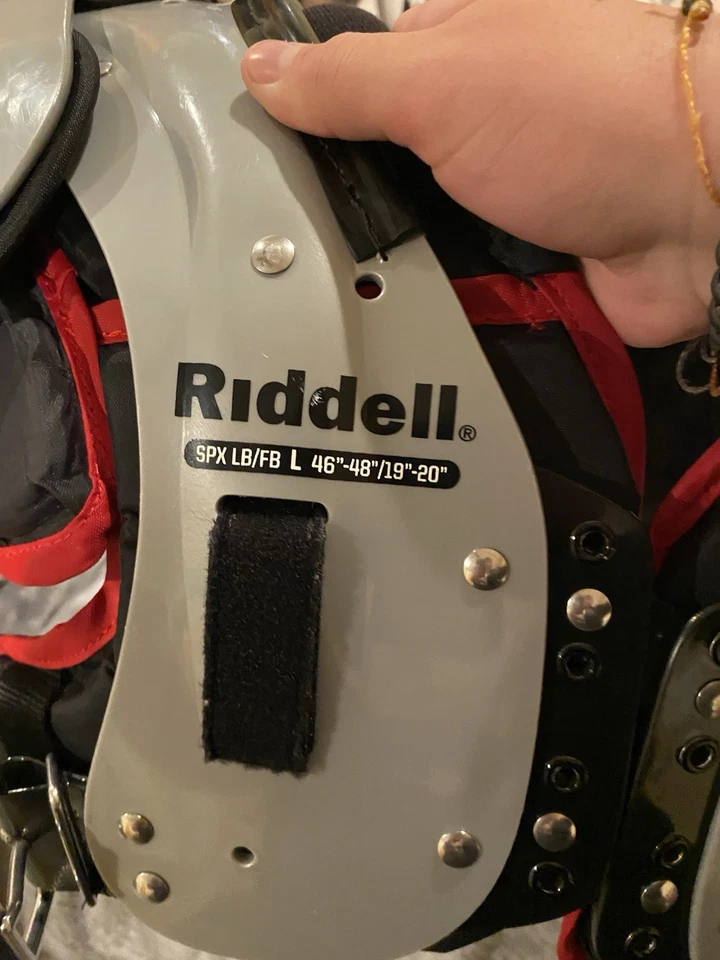 Riddell®
SPX LB/FB L 46"-48"/19"-20"